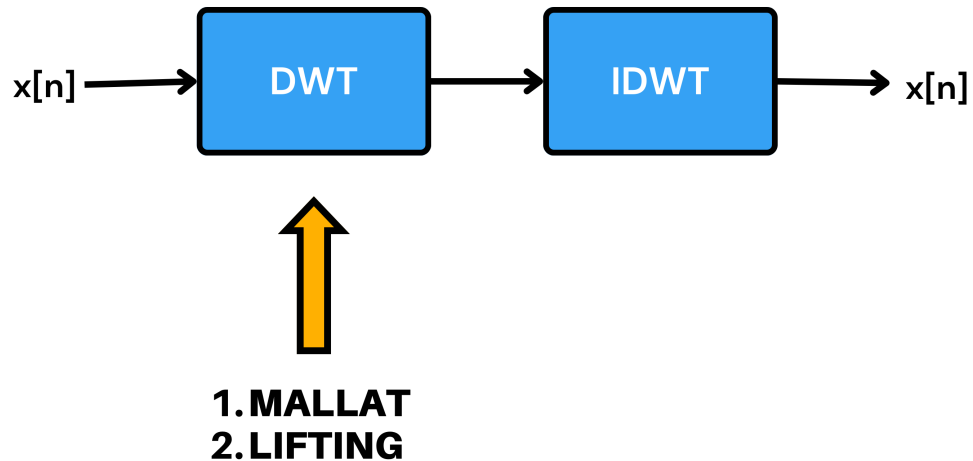 x[n]
DWT
IDWT
x[n]
1. MALLAT
2. LIFTING